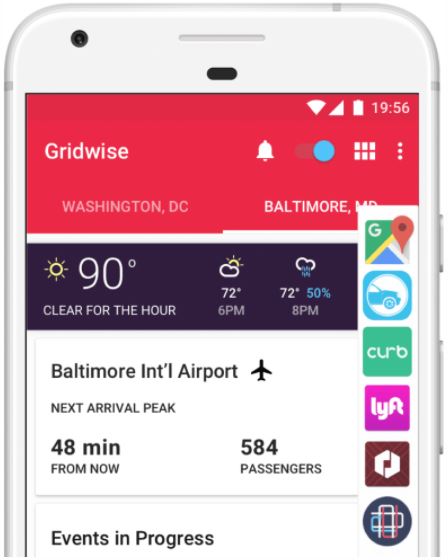 19:56
Gridwise
WASHINGTON, DC
BALTIMORE, MD
G
90°
72°
72° 50%
CLEAR FOR THE HOUR
6PM
8PM
curb
Baltimore Int'l Airport
NEXT ARRIVAL PEAK
lyft
48 min
584
FROM NOW
PASSENGERS
Events in Progress